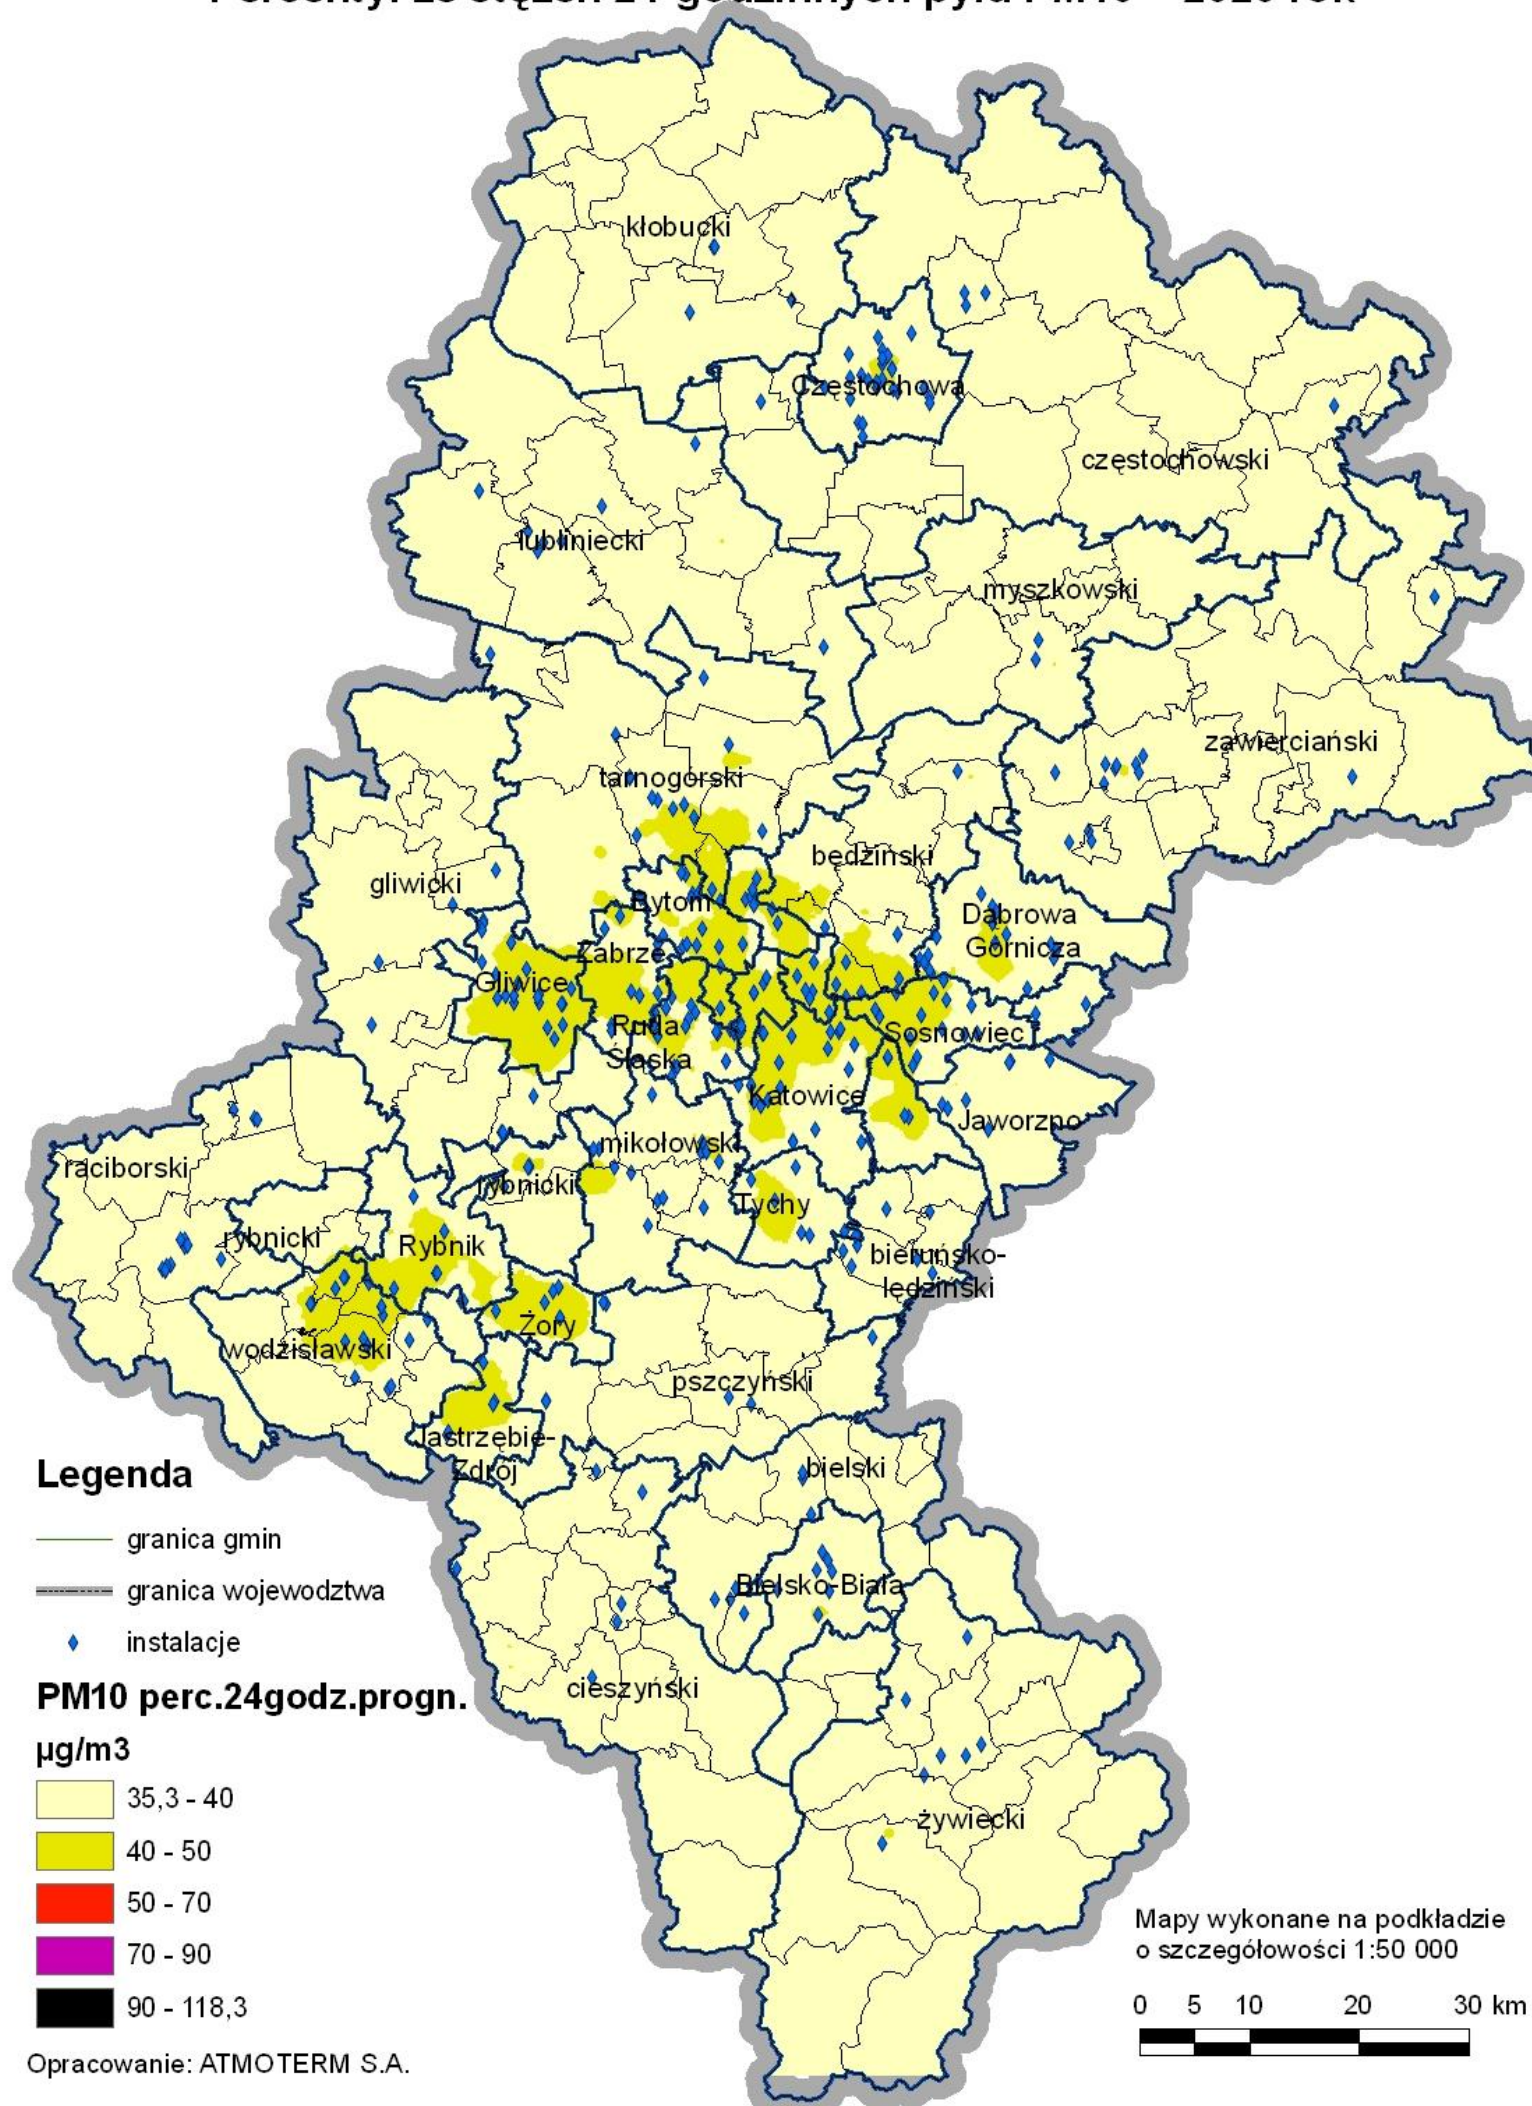 kłobucki
Częstochowa
częstochowski
lubliniecki
myszkowski
zawierciański
tarnogórski
będziński
gliwicki
Bytom
Dąbrowa
Górnicza
Zabrze
Gliwice
Ruda
Śląska
Sosnowiec
Katowice
Jaworzno
mikołowski
raciborski
rybnicki
Tychy
rybnicki
Rybnik
bieruńsko-
lędziński
Żory
wodzisławski
pszczyński
Jastrzębie-
Zdrój
bielski
Bielsko-Biała
cieszyński
żywiecki
Legenda
granica gmin
granica wojewodztwa
instalacje
PM10 perc.24godz.progn.
µg/m3
35,3 - 40
40 - 50
50 - 70
70 - 90
90 - 118,3
Opracowanie: ATMOTERM S.A.
Mapy wykonane na podkładzie
o szczegółowości 1:50 000
0 5 10 20 30 km